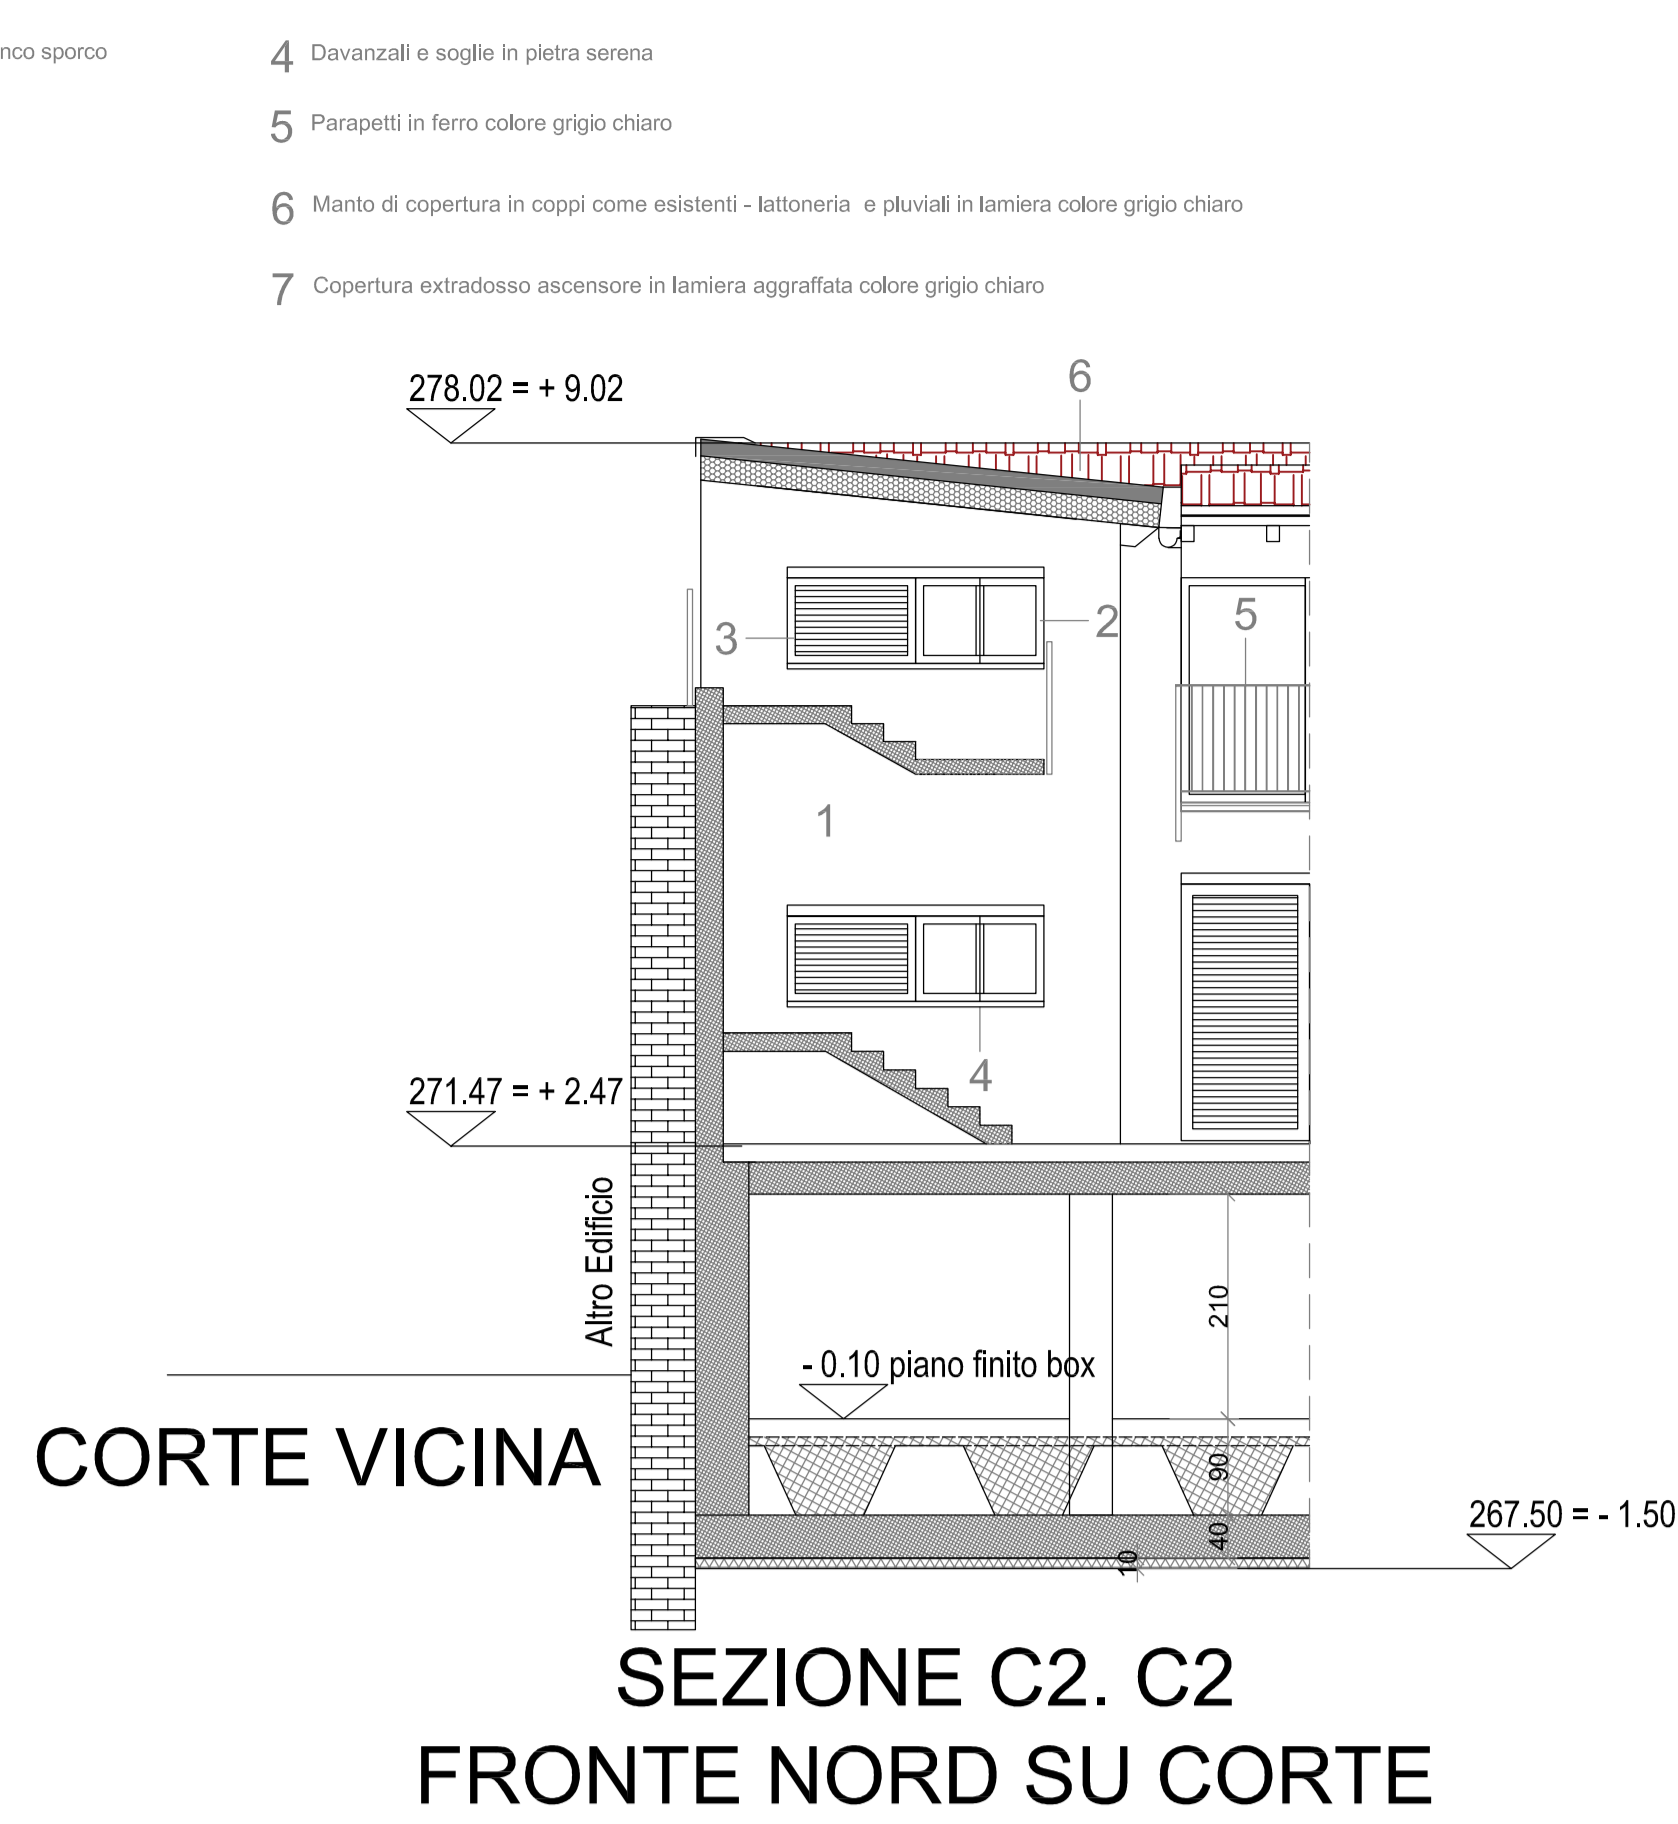 nco sporco
4 Davanzali e soglie in pietra serena
5 Parapetti in ferro colore grigio chiaro
6 Manto di copertura in coppi come esistenti - lattoneria e pluviali in lamiera colore grigio chiaro
7 Copertura extradosso ascensore in lamiera aggraffata colore grigio chiaro
6
278.02 = + 9.02
5
2
3
1
4
271.47 = + 2.47
Altro Edificio
210
- 0.10 piano finito box
CORTE VICINA
90
267.50 = - 1.50
40
10
SEZIONE C2. C2
FRONTE NORD SU CORTE